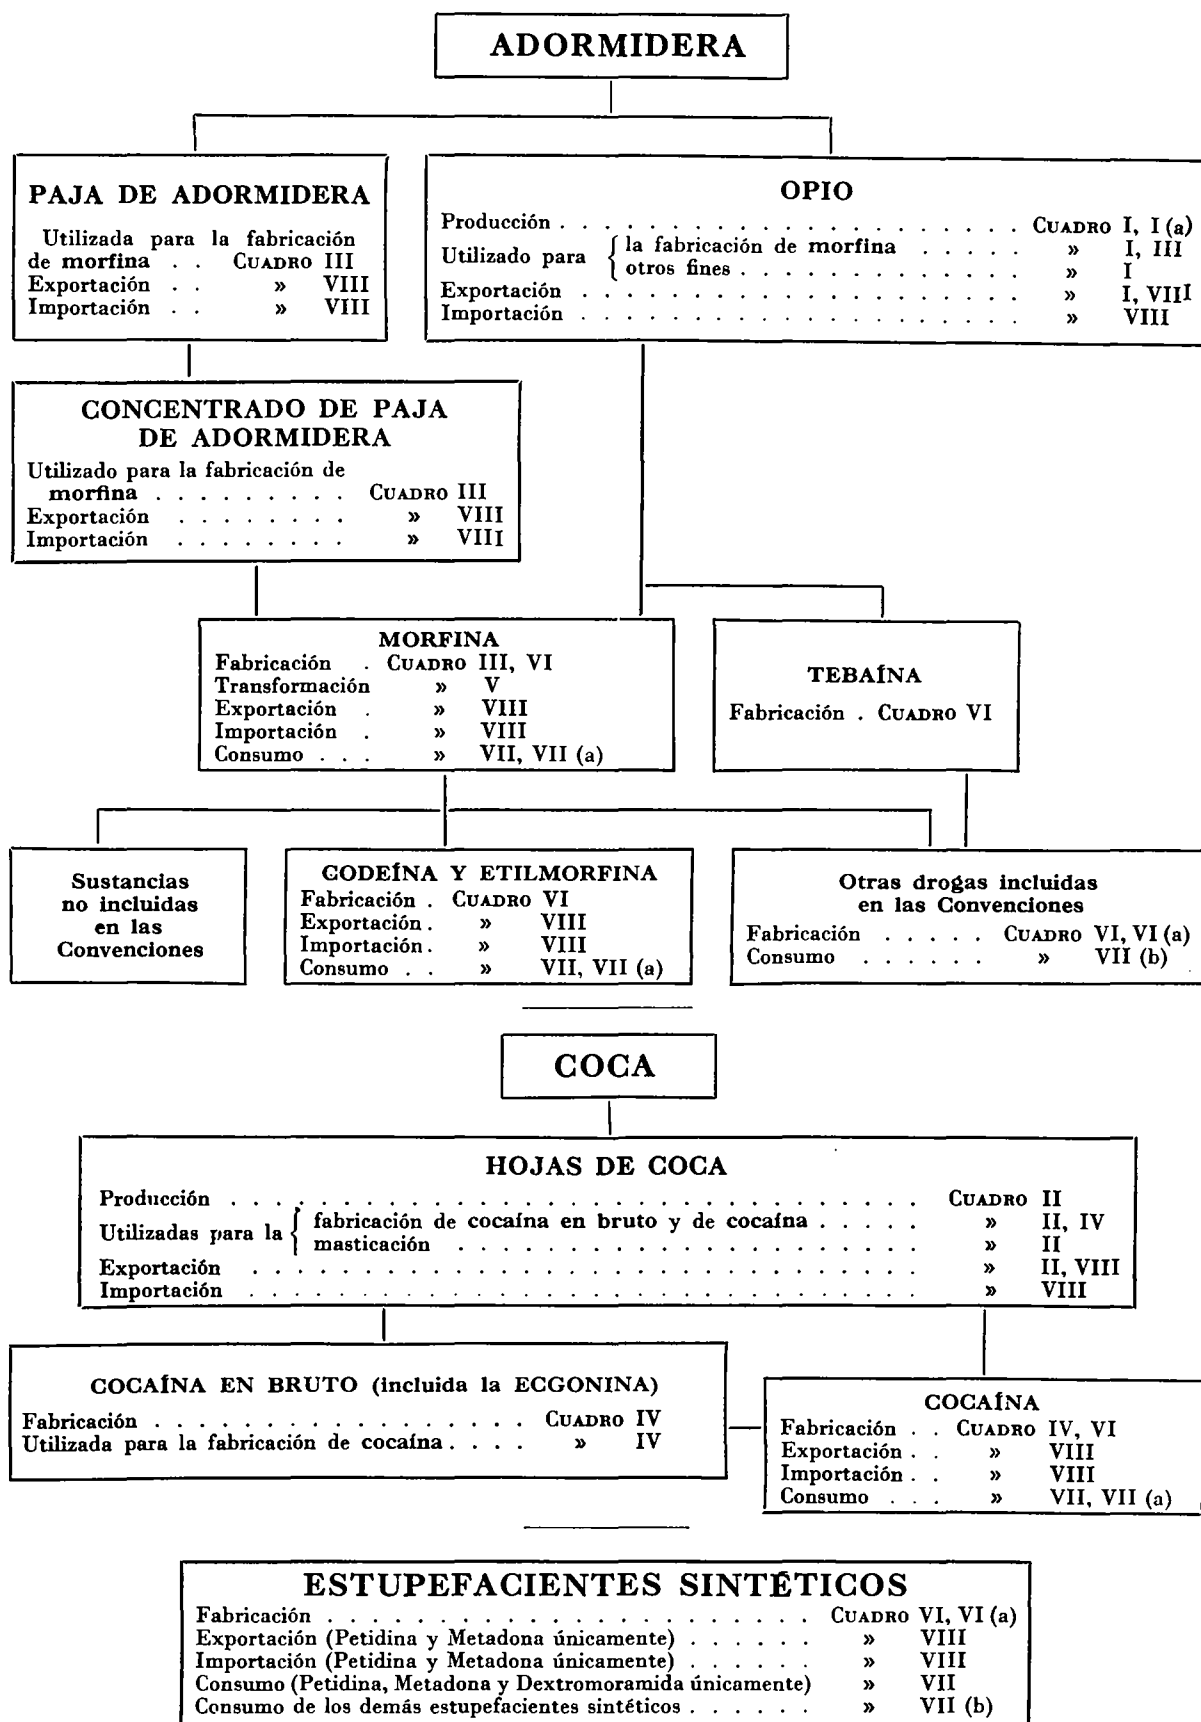 ADORMIDERA
PAJA DE ADORMIDERA
Utilizada para la fabricación
de morfina . . CUADRO III
Exportación . . » VIII
Importación . . » VIII
OPIO
Producción . . . . . . . . . . . . . . . . . . . . . CUADRO I, I (a)
Utilizado para { la fabricación de morfina . . . . . » I, III
otros fines . . . . . . . . . . . . . . » I
Exportación . . . . . . . . . . . . . . . . . . . . » I, VIII
Importación . . . . . . . . . . . . . . . . . . . . » VIII
CONCENTRADO DE PAJA
DE ADORMIDERA
Utilizado para la fabricación de
morfina . . . . . . . . . CUADRO III
Exportación . . . . . . . . » VIII
Importación . . . . . . . . » VIII
MORFINA
Fabricación . CUADRO III, VI
Transformación » V
Exportación . » VIII
Importación . » VIII
Consumo . . . » VII, VII (a)
TEBAÍNA
Fabricación . CUADRO VI
Sustancias
no incluidas
en las
Convenciones
CODEÍNA Y ETILMORFINA
Fabricación . CUADRO VI
Exportación . » VIII
Importación . » VIII
Consumo . . » VII, VII (a)
Otras drogas incluidas
en las Convenciones
Fabricación . . . . . CUADRO VI, VI (a)
Consumo . . . . . . » VII (b)
COCA
HOJAS DE COCA
Producción . . . . . . . . . . . . . . . . . . . . . . . . . . . . . . CUADRO II
Utilizadas para la { fabricación de cocaína en bruto y de cocaína . . . . . » II, IV
masticación . . . . . . . . . . . . . . . . . . . . » II
Exportación . . . . . . . . . . . . . . . . . . . . . . . . . . . . . » II, VIII
Importación . . . . . . . . . . . . . . . . . . . . . . . . . . . . . » VIII
COCAÍNA EN BRUTO (incluida la ECGONINA)
Fabricación . . . . . . . . . . . . . . . . . CUADRO IV
Utilizada para la fabricación de cocaína . . . . » IV
COCAÍNA
Fabricación . . CUADRO IV, VI
Exportación . . » VIII
Importación . . » VIII
Consumo . . . » VII, VII (a)
ESTUPEFACIENTES SINTÉTICOS
Fabricación . . . . . . . . . . . . . . . . . . . . . . CUADRO VI, VI (a)
Exportación (Petidina y Metadona únicamente) . . . . . . » VIII
Importación (Petidina y Metadona únicamente) . . . . . . » VIII
Consumo (Petidina, Metadona y Dextromoramida únicamente) » VII
Consumo de los demás estupefacientes sintéticos . . . . . . » VII (b)